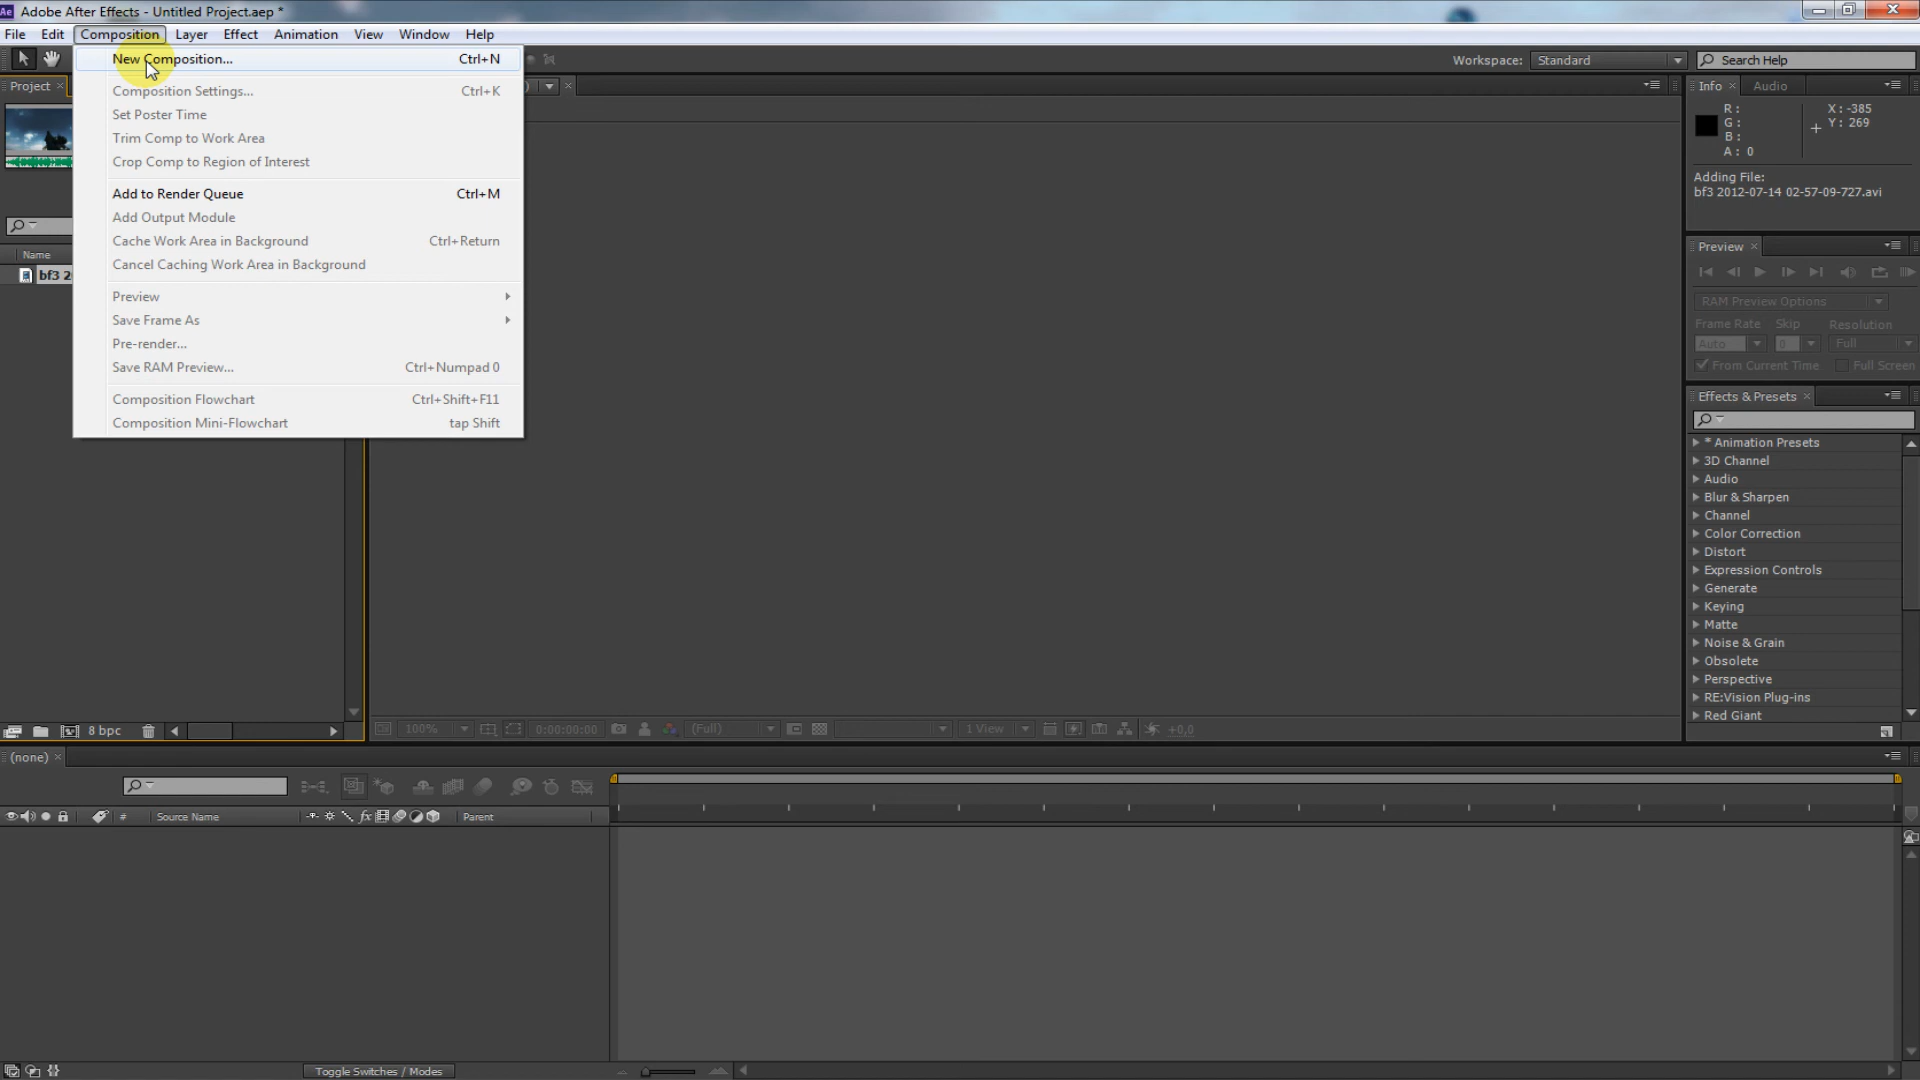 Ae Adobe After Effects - Untitled Project.aep *
File Edit Composition Layer Effect Animation View Window Help
New Composition... Ctrl+N
Workspace: Standard Search Help
Project
Composition Settings... Ctrl+K
Set Poster Time
Trim Comp to Work Area
Crop Comp to Region of Interest
Add to Render Queue Ctrl+M
Add Output Module
Cache Work Area in Background Ctrl+Return
Cancel Caching Work Area in Background
Preview
Save Frame As
Pre-render...
Save RAM Preview... Ctrl+Numpad 0
Composition Flowchart Ctrl+Shift+F11
Composition Mini-Flowchart tap Shift
Name
bf3 2
8 bpc
100% 0:00:00:00 (Full) 1 View +0,0
Info Audio
R: X: -385
G: Y: 269
B:
A: 0
Adding File:
bf3 2012-07-14 02-57-09-727.avi
Preview
RAM Preview Options
Frame Rate Skip Resolution
Auto 0 Full
From Current Time Full Screen
Effects & Presets
* Animation Presets
3D Channel
Audio
Blur & Sharpen
Channel
Color Correction
Distort
Expression Controls
Generate
Keying
Matte
Noise & Grain
Obsolete
Perspective
RE:Vision Plug-ins
Red Giant
(none)
# Source Name fx Parent
Toggle Switches / Modes